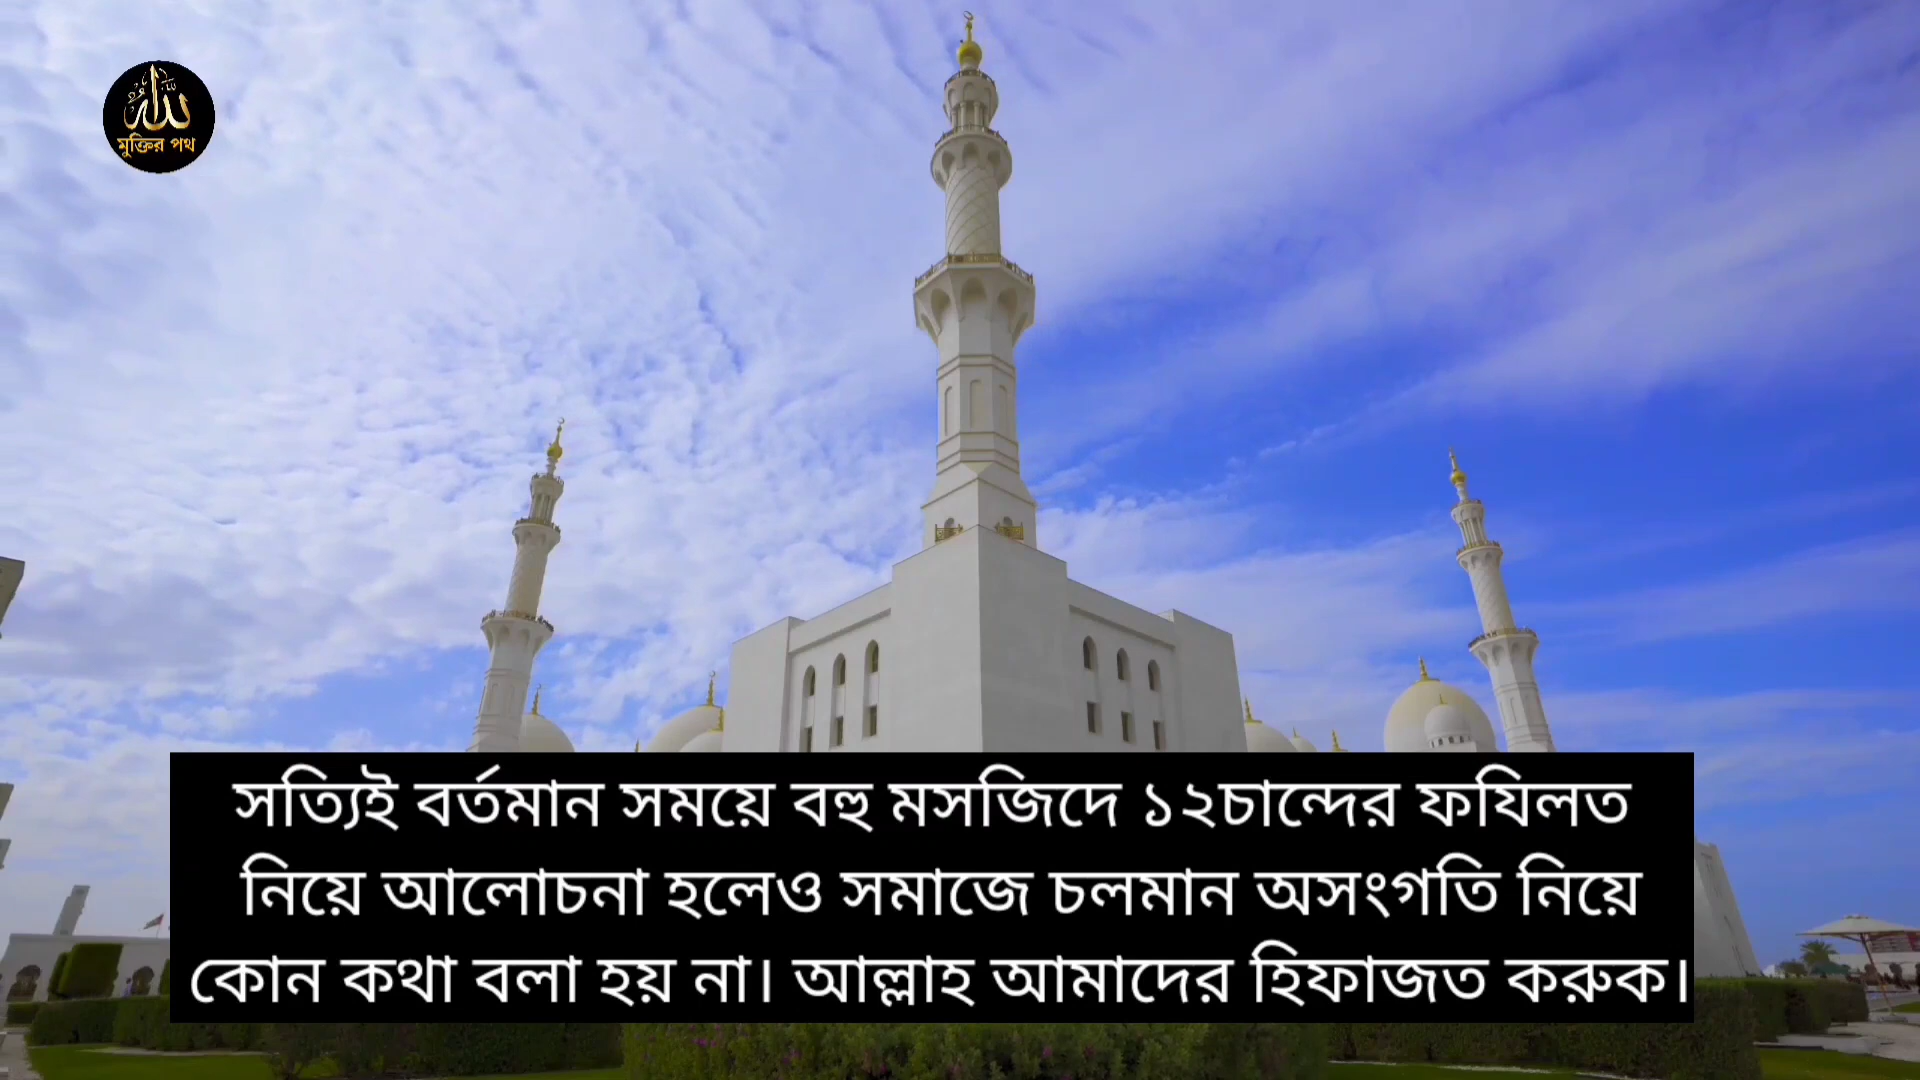 الله
মুক্তির পথ
সত্যিই বর্তমান সময়ে বহু মসজিদে ১২চান্দের ফযিলত
নিয়ে আলোচনা হলেও সমাজে চলমান অসংগতি নিয়ে
কোন কথা বলা হয় না। আল্লাহ আমাদের হিফাজত করুক।